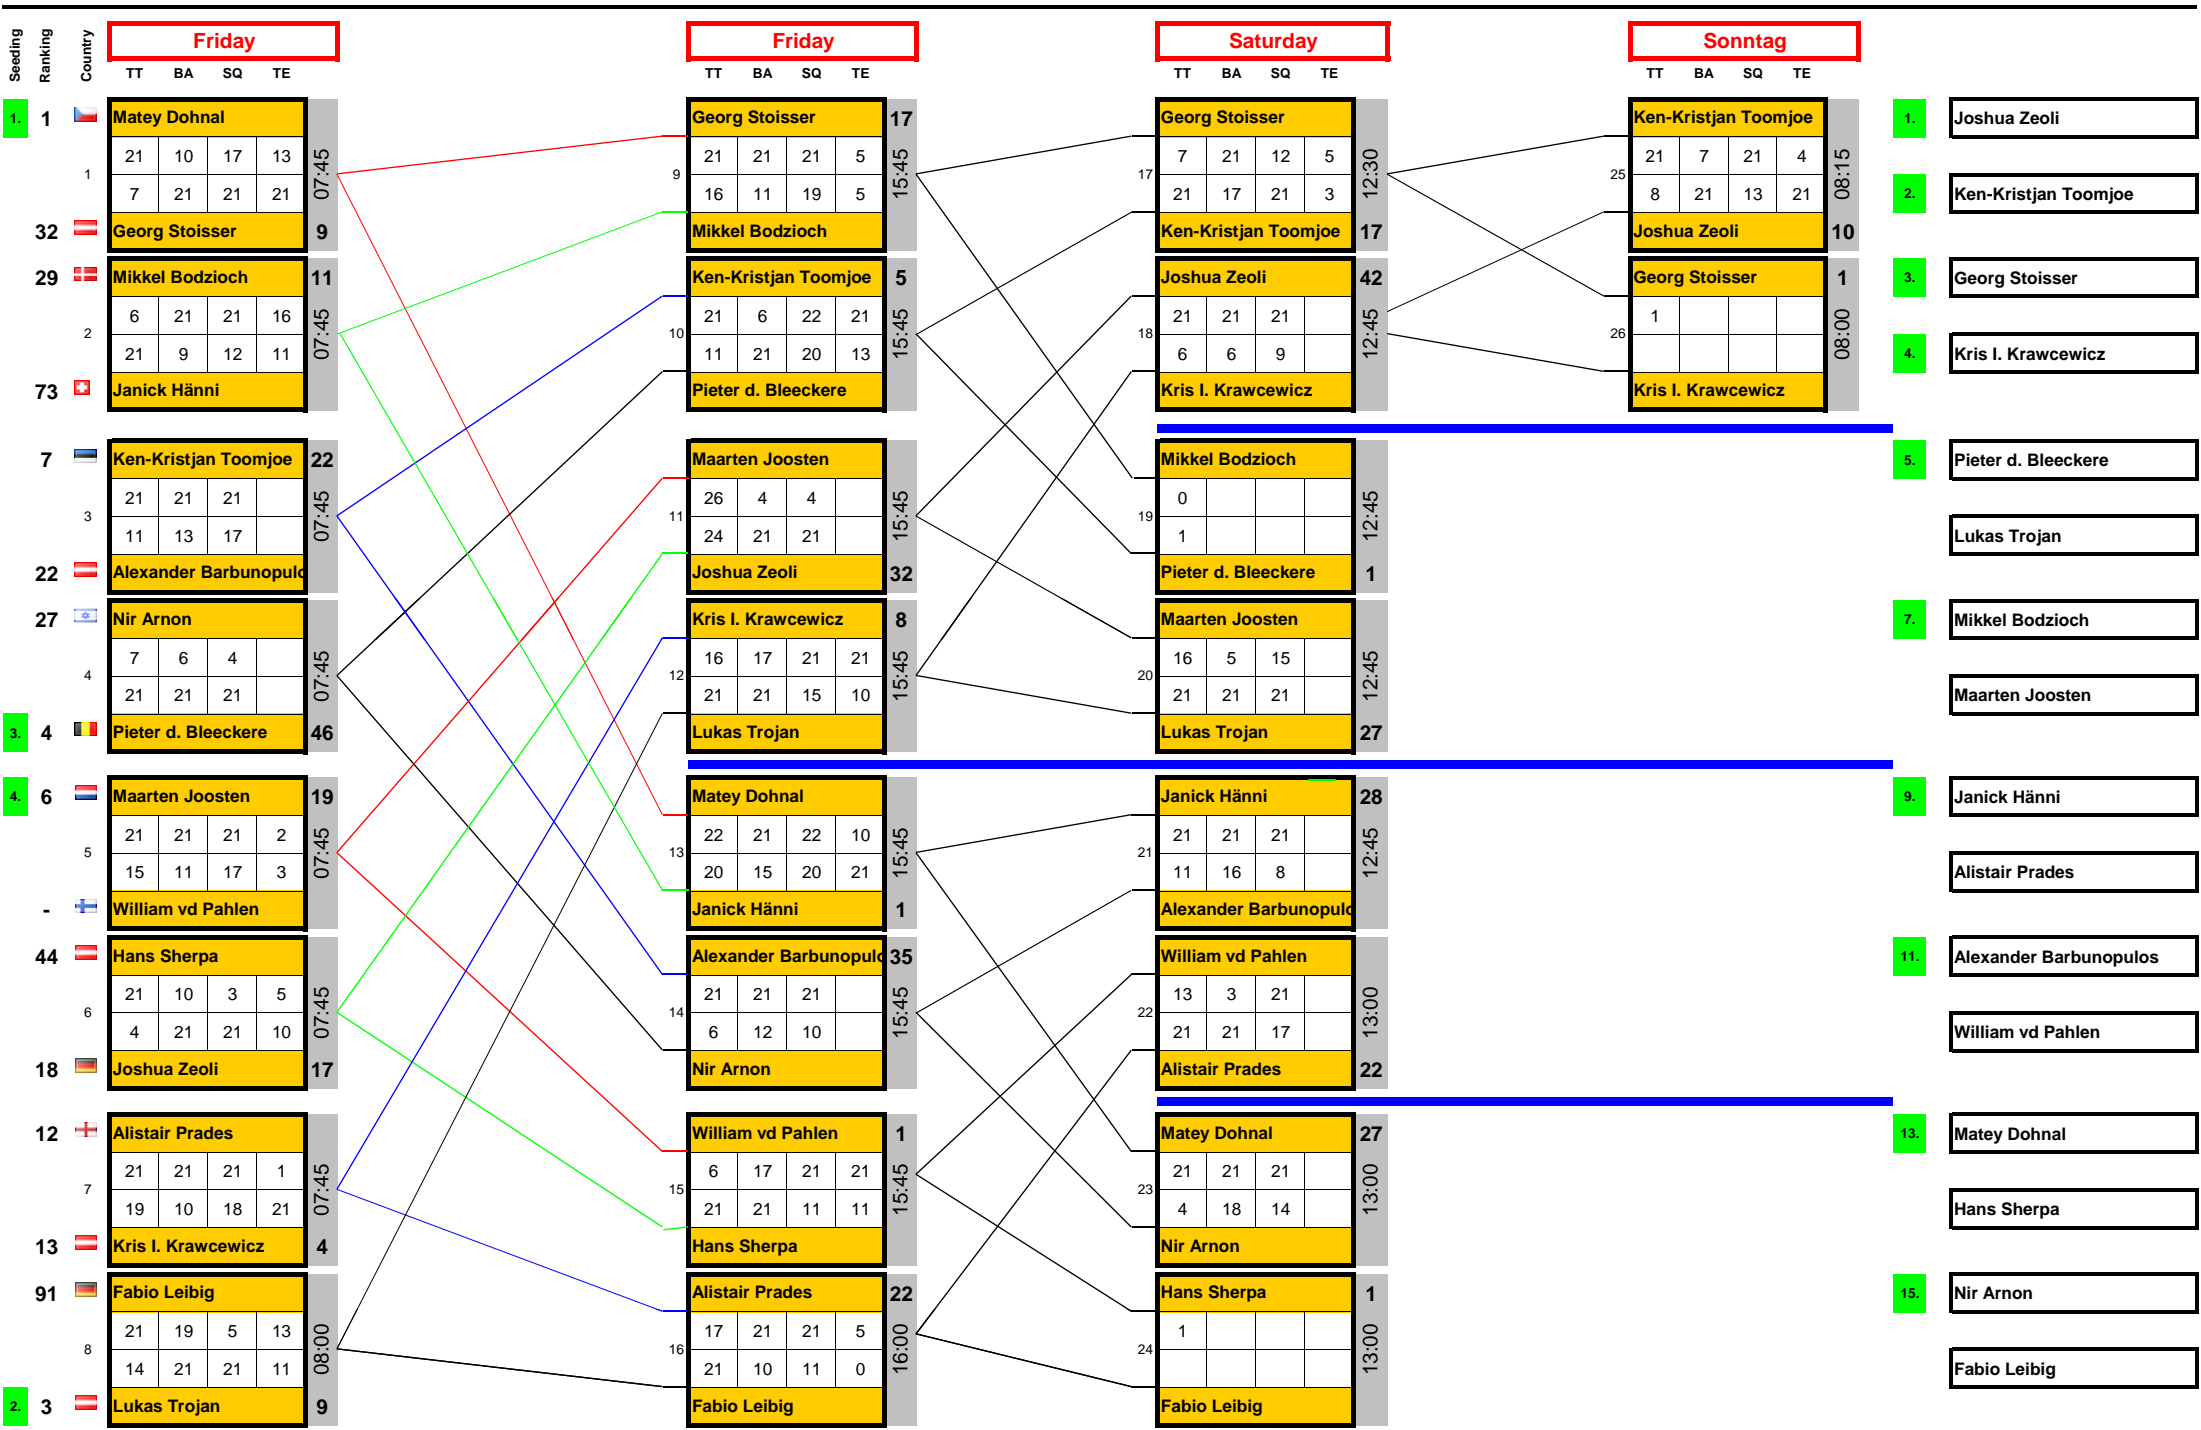 Seeding Ranking Country
Friday Friday Saturday Sonntag
TT BA SQ TE TT BA SQ TE TT BA SQ TE TT BA SQ TE
1. 1 Matey Dohnal Georg Stoisser 17 Georg Stoisser Ken-Kristjan Toomjoe 1. Joshua Zeoli
21 10 17 13 21 21 21 5 7 21 12 5 21 7 21 4
1 07:45 9 15:45 17 12:30 25 08:15
7 21 21 21 16 11 19 5 21 17 21 3 8 21 13 21 2. Ken-Kristjan Toomjoe
32 Georg Stoisser 9 Mikkel Bodzioch Ken-Kristjan Toomjoe 17 Joshua Zeoli 10
29 Mikkel Bodzioch 11 Ken-Kristjan Toomjoe 5 Joshua Zeoli 42 Georg Stoisser 1 3. Georg Stoisser
6 21 21 16 21 6 22 21 21 21 21 1
2 07:45 10 15:45 18 12:45 26 08:00
21 9 12 11 11 21 20 13 6 6 9 4. Kris I. Krawcewicz
73 Janick Hänni Pieter d. Bleeckere Kris I. Krawcewicz Kris I. Krawcewicz
7 Ken-Kristjan Toomjoe 22 Maarten Joosten Mikkel Bodzioch 5. Pieter d. Bleeckere
21 21 21 26 4 4 0
3 07:45 11 15:45 19 12:45
11 13 17 24 21 21 1 Lukas Trojan
22 Alexander Barbunopulo Joshua Zeoli 32 Pieter d. Bleeckere 1
27 Nir Arnon Kris I. Krawcewicz 8 Maarten Joosten 7. Mikkel Bodzioch
7 6 4 16 17 21 21 16 5 15
4 07:45 12 15:45 20 12:45
21 21 21 21 21 15 10 21 21 21 Maarten Joosten
3. 4 Pieter d. Bleeckere 46 Lukas Trojan Lukas Trojan 27
4. 6 Maarten Joosten 19 Matey Dohnal Janick Hänni 28 9. Janick Hänni
21 21 21 2 22 21 22 10 21 21 21
5 07:45 13 15:45 21 12:45
15 11 17 3 20 15 20 21 11 16 8 Alistair Prades
- William vd Pahlen Janick Hänni 1 Alexander Barbunopulo
44 Hans Sherpa Alexander Barbunopulo 35 William vd Pahlen 11. Alexander Barbunopulos
21 10 3 5 21 21 21 13 3 21
6 07:45 14 15:45 22 13:00
4 21 21 10 6 12 10 21 21 17 William vd Pahlen
18 Joshua Zeoli 17 Nir Arnon Alistair Prades 22
12 Alistair Prades William vd Pahlen 1 Matey Dohnal 27 13. Matey Dohnal
21 21 21 1 6 17 21 21 21 21 21
7 07:45 15 15:45 23 13:00
19 10 18 21 21 21 11 11 4 18 14 Hans Sherpa
13 Kris I. Krawcewicz 4 Hans Sherpa Nir Arnon
91 Fabio Leibig Alistair Prades 22 Hans Sherpa 1 15. Nir Arnon
21 19 5 13 17 21 21 5 1
8 08:00 16 16:00 24 13:00
14 21 21 11 21 10 11 0 Fabio Leibig
2. 3 Lukas Trojan 9 Fabio Leibig Fabio Leibig